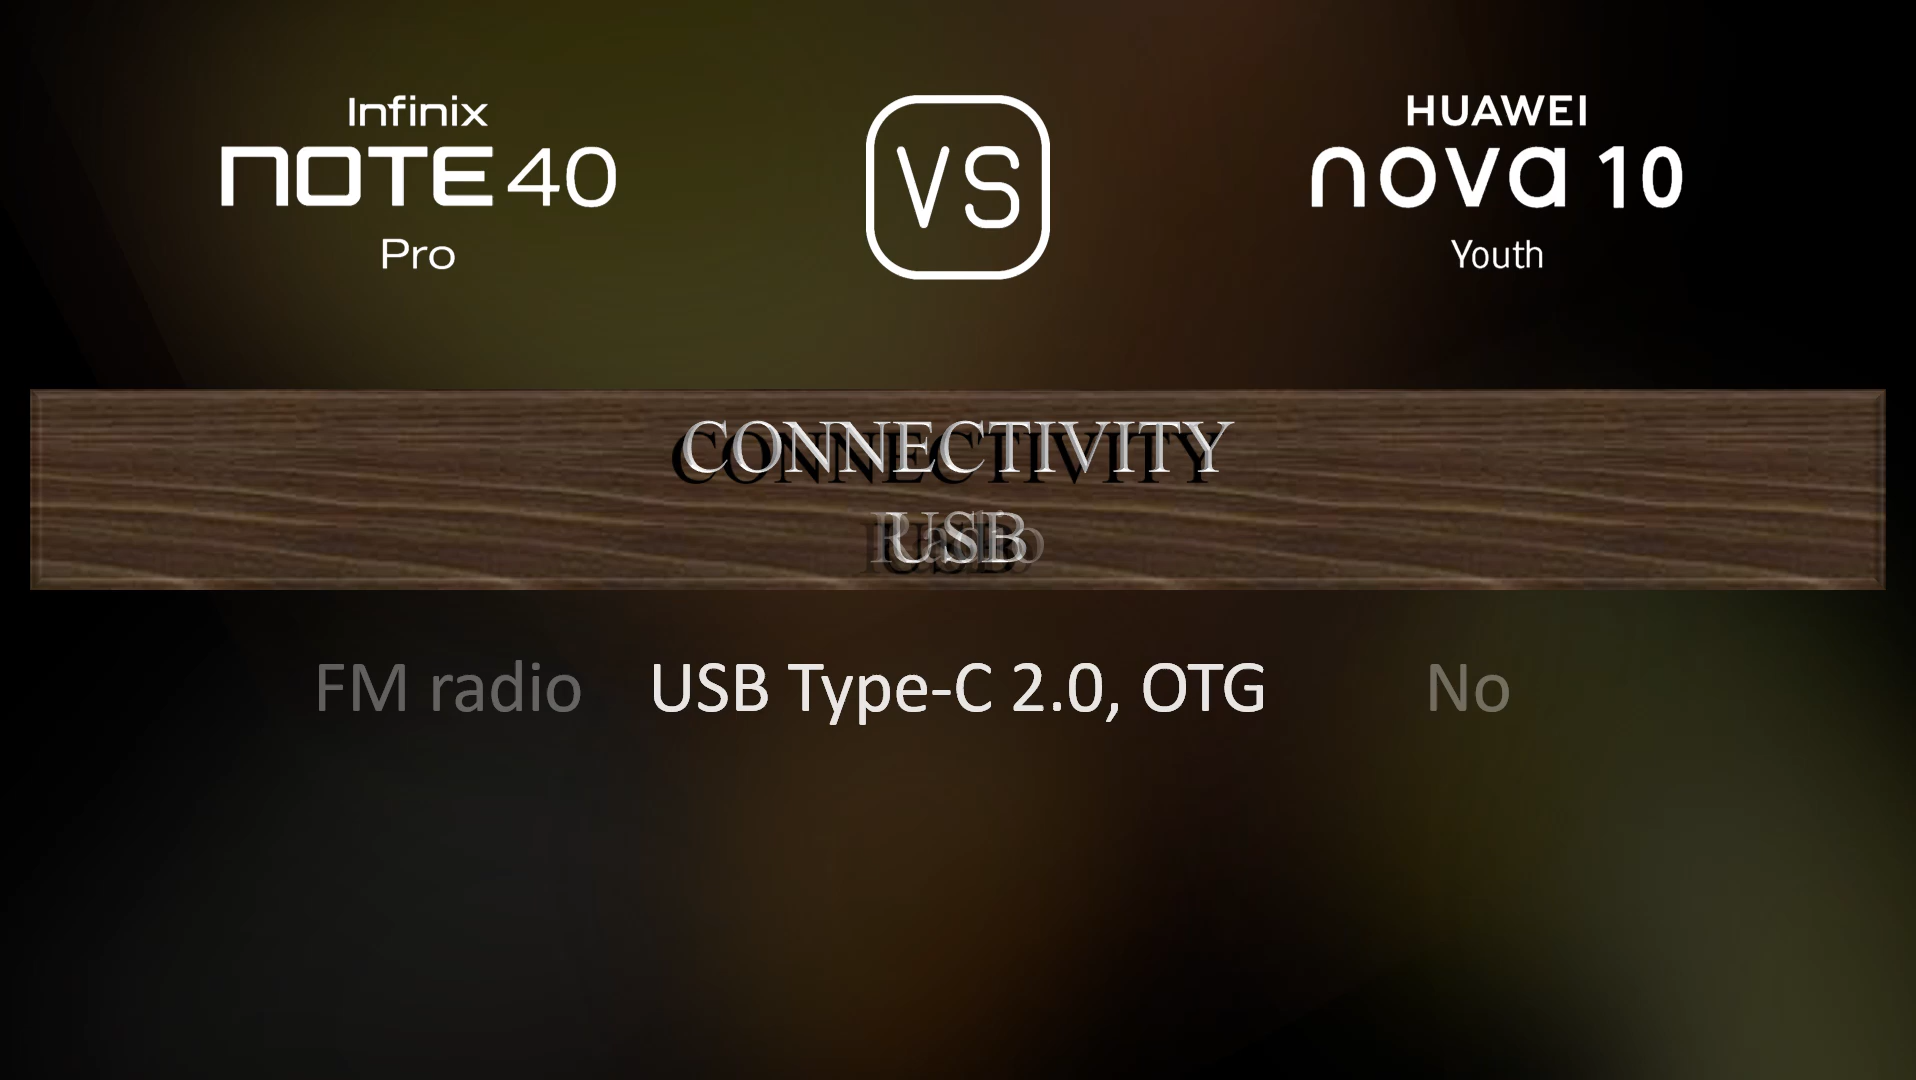 Infinix
NOTE 40
Pro
VS
HUAWEI
nova 10
Youth
CONNECTIVITY
USB
Radio
FM radio
USB Type-C 2.0, OTG
No